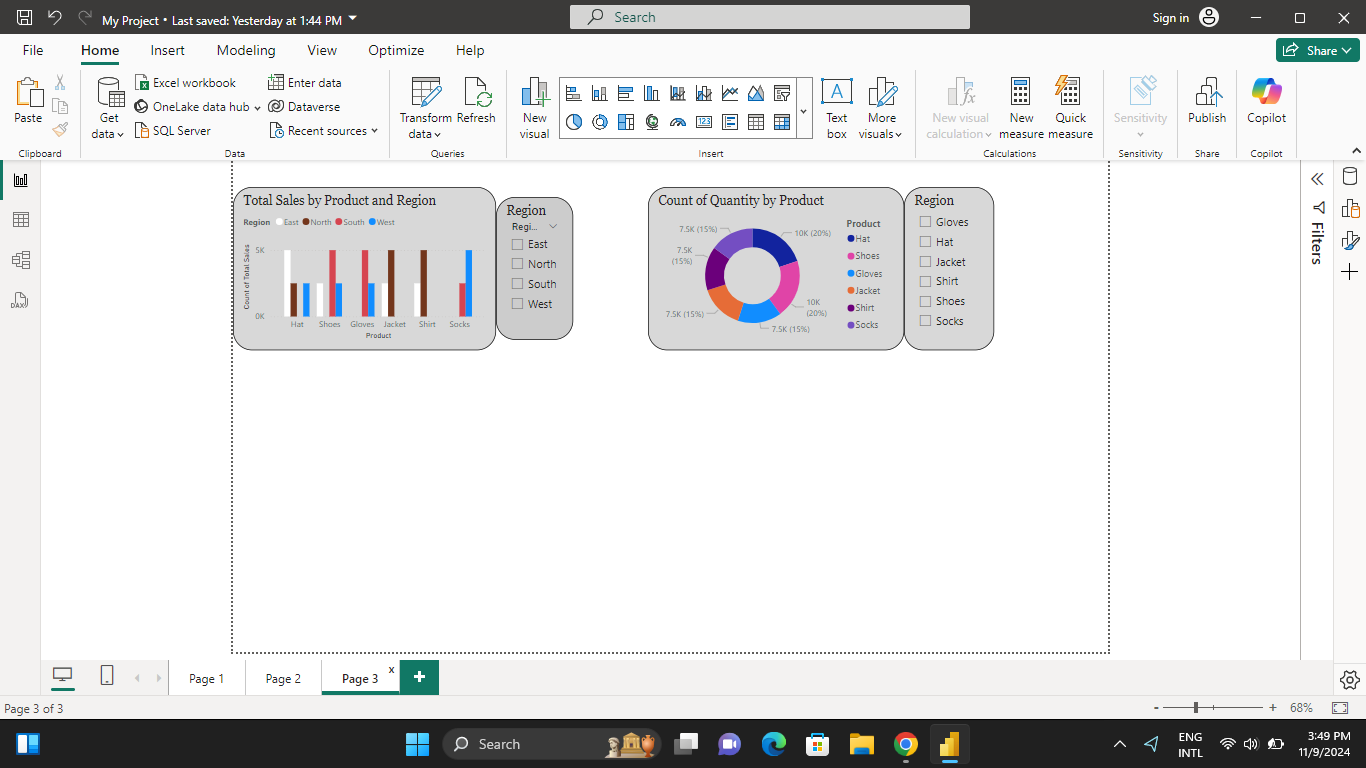 My Project • Last saved: Yesterday at 1:44 PM
Search
Sign in
File
Home
Insert
Modeling
View
Optimize
Help
Share
Paste
Clipboard
Get data
Excel workbook
OneLake data hub
SQL Server
Enter data
Dataverse
Recent sources
Data
Transform data
Refresh
Queries
New visual
123
A
Text box
More visuals
Insert
fx
New visual calculation
New measure
Quick measure
Calculations
Sensitivity
Sensitivity
Publish
Share
Copilot
Copilot
DAX
Total Sales by Product and Region
Region East North South West
Count of Total Sales
5K
0K
Hat Shoes Gloves Jacket Shirt Socks
Product
Region
Regi...
East
North
South
West
Count of Quantity by Product
7.5K (15%)
10K (20%)
7.5K (15%)
7.5K (15%)
10K (20%)
7.5K (15%)
Product
Hat
Shoes
Gloves
Jacket
Shirt
Socks
Region
Gloves
Hat
Jacket
Shirt
Shoes
Socks
Filters
Page 1
Page 2
Page 3
x
+
Page 3 of 3
- + 68%
Search
ENG
INTL
3:49 PM
11/9/2024